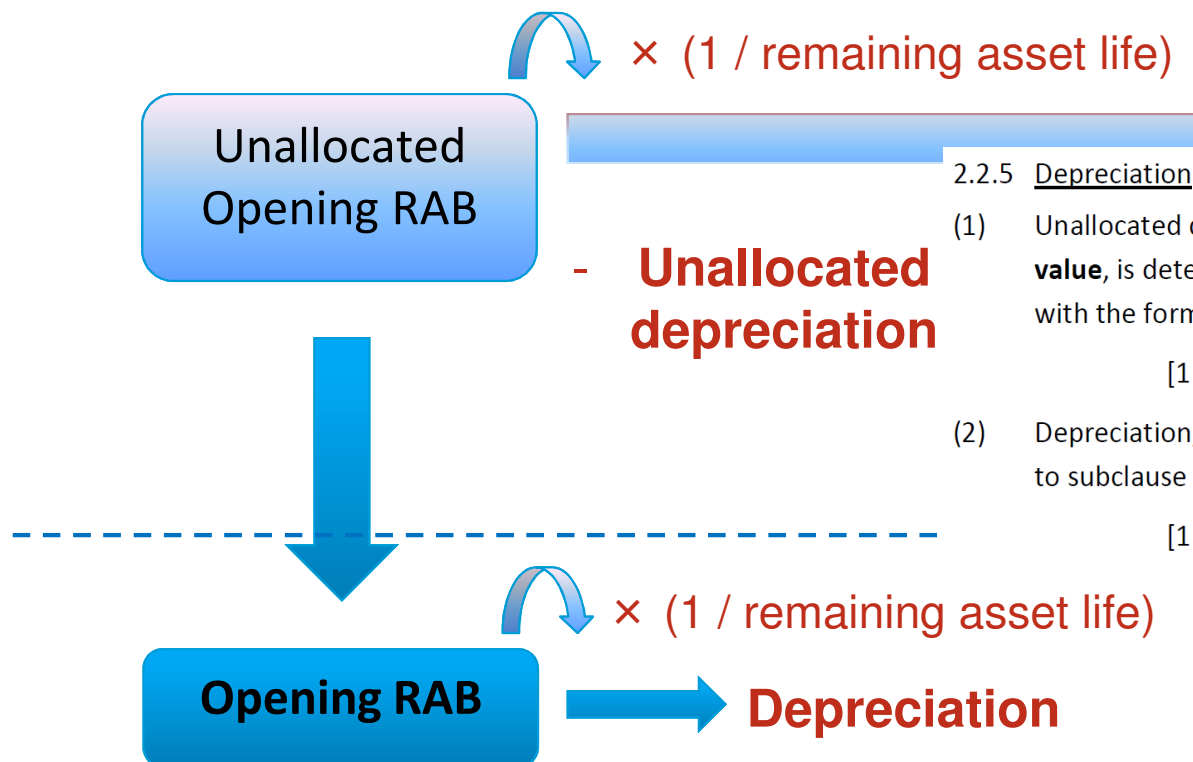 × (1 / remaining asset life)
Unallocated
Opening RAB
2.2.5 Depreciation
(1) Unallocated
value, is dete
with the form
- Unallocated
depreciation
[1
(2) Depreciation,
to subclause
[1
× (1 / remaining asset life)
Opening RAB
Depreciation